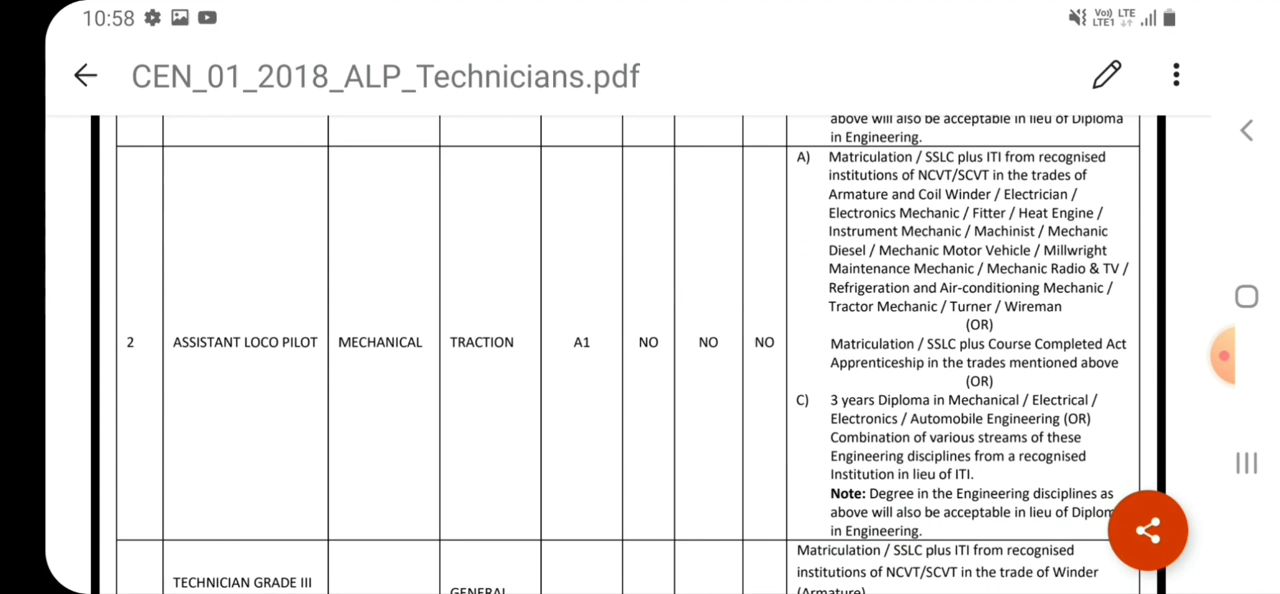 10:58
Vo) LTE
LTE1
CEN_01_2018_ALP_Technicians.pdf
above will also be acceptable in lieu of Diploma
in Engineering.
2
ASSISTANT LOCO PILOT
MECHANICAL
TRACTION
A1
NO
NO
NO
A) Matriculation / SSLC plus ITI from recognised
institutions of NCVT/SCVT in the trades of
Armature and Coil Winder / Electrician /
Electronics Mechanic / Fitter / Heat Engine /
Instrument Mechanic / Machinist / Mechanic
Diesel / Mechanic Motor Vehicle / Millwright
Maintenance Mechanic / Mechanic Radio & TV /
Refrigeration and Air-conditioning Mechanic /
Tractor Mechanic / Turner / Wireman
(OR)
Matriculation / SSLC plus Course Completed Act
Apprenticeship in the trades mentioned above
(OR)
C) 3 years Diploma in Mechanical / Electrical /
Electronics / Automobile Engineering (OR)
Combination of various streams of these
Engineering disciplines from a recognised
Institution in lieu of ITI.
Note: Degree in the Engineering disciplines as
above will also be acceptable in lieu of Diplom
in Engineering.
TECHNICIAN GRADE III
GENERAL
Matriculation / SSLC plus ITI from recognised
institutions of NCVT/SCVT in the trade of Winder
(Armature)